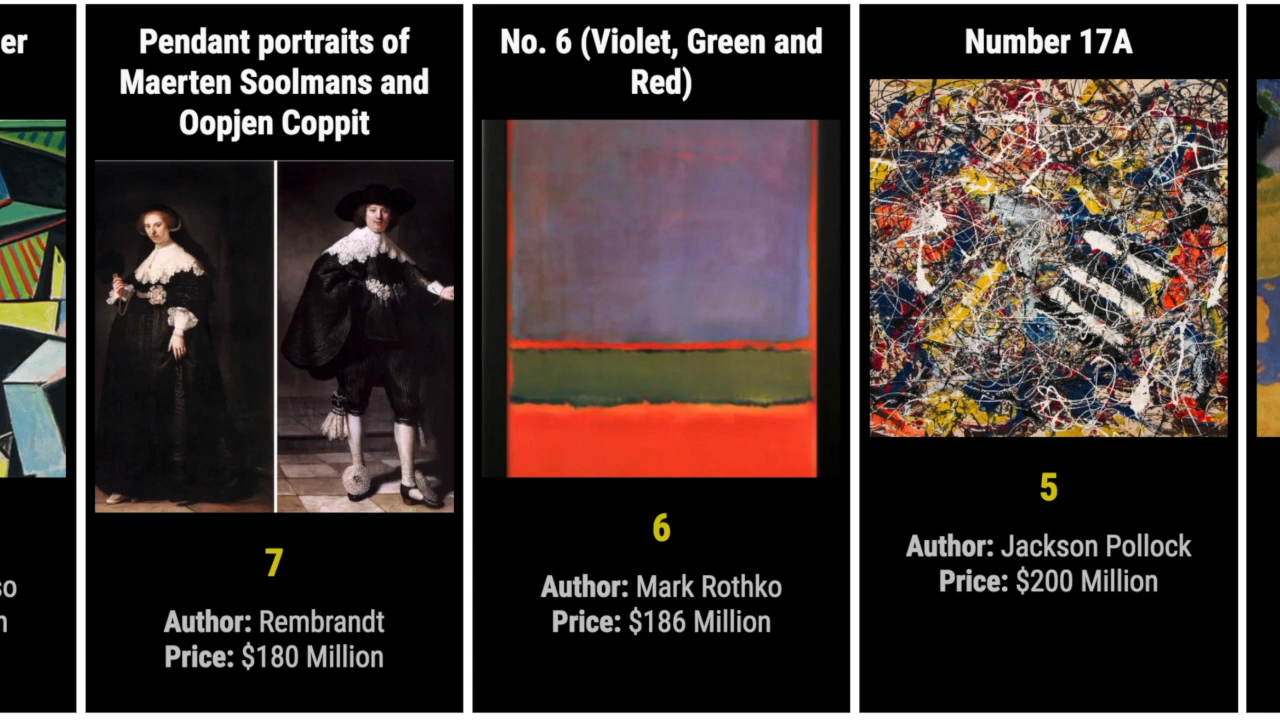 er
so
n
Pendant portraits of
Maerten Soolmans and
Oopjen Coppit
7
Author: Rembrandt
Price: $180 Million
No. 6 (Violet, Green and
Red)
6
Author: Mark Rothko
Price: $186 Million
Number 17A
5
Author: Jackson Pollock
Price: $200 Million